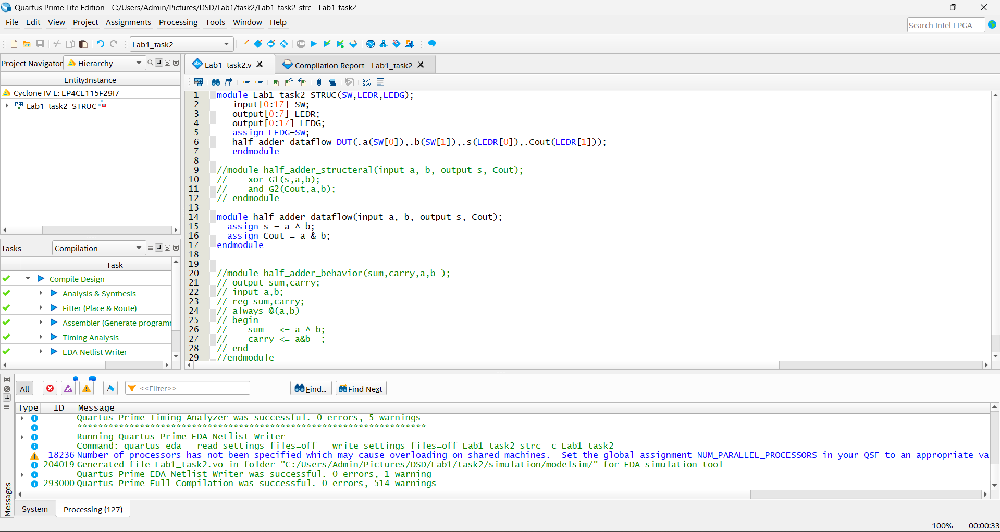 Quartus Prime Lite Edition - C:/Users/Admin/Pictures/DSD/Lab1/task2/Lab1_task2_strc - Lab1_task2
File Edit View Project Assignments Processing Tools Window Help
Search Intel FPGA
Lab1_task2
STOP
Project Navigator Hierarchy
Entity:Instance
Cyclone IV E: EP4CE115F29I7
abc Lab1_task2_STRUC
Tasks Compilation
Task
Compile Design
Analysis & Synthesis
Fitter (Place & Route)
Assembler (Generate programm
Timing Analysis
EDA Netlist Writer
abc Lab1_task2.v
Compilation Report - Lab1_task2
267
268
1 module Lab1_task2_STRUC(SW,LEDR,LEDG);
2 input[0:17] SW;
3 output[0:7] LEDR;
4 output[0:17] LEDG;
5 assign LEDG=SW;
6 half_adder_dataflow DUT(.a(SW[0]),.b(SW[1]),.s(LEDR[0]),.Cout(LEDR[1]));
7 endmodule
8
9 //module half_adder_structeral(input a, b, output s, Cout);
10 // xor G1(s,a,b);
11 // and G2(Cout,a,b);
12 // endmodule
13
14 module half_adder_dataflow(input a, b, output s, Cout);
15 assign s = a ^ b;
16 assign Cout = a & b;
17 endmodule
18
19
20 //module half_adder_behavior(sum,carry,a,b );
21 // output sum,carry;
22 // input a,b;
23 // reg sum,carry;
24 // always @(a,b)
25 // begin
26 // sum <= a ^ b;
27 // carry <= a&b ;
28 // end
29 //endmodule
All <<Filter>> Find... Find Next
Type ID Message
Quartus Prime Timing Analyzer was successful. 0 errors, 5 warnings
*******************************************************************
Running Quartus Prime EDA Netlist Writer
Command: quartus_eda --read_settings_files=off --write_settings_files=off Lab1_task2_strc -c Lab1_task2
18236 Number of processors has not been specified which may cause overloading on shared machines. Set the global assignment NUM_PARALLEL_PROCESSORS in your QSF to an appropriate va
204019 Generated file Lab1_task2.vo in folder "C:/Users/Admin/Pictures/DSD/Lab1/task2/simulation/modelsim/" for EDA simulation tool
Quartus Prime EDA Netlist Writer was successful. 0 errors, 1 warning
293000 Quartus Prime Full Compilation was successful. 0 errors, 514 warnings
Messages
System Processing (127)
100% 00:00:33